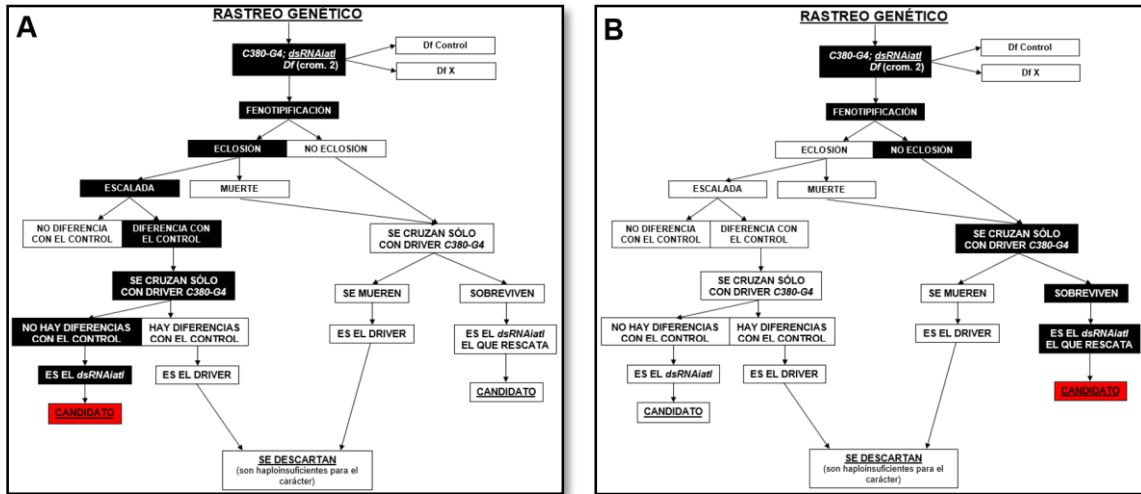 A
RASTREO GENÉTICO
C380-G4; dsRNAiatl
Df (crom. 2)
Df Control
Df X
FENOTIPIFICACIÓN
ECLOSIÓN
NO ECLOSIÓN
ESCALADA
MUERTE
NO DIFERENCIA
CON EL CONTROL
DIFERENCIA CON
EL CONTROL
SE CRUZAN SÓLO
CON DRIVER C380-G4
SE CRUZAN SÓLO
CON DRIVER C380-G4
SE MUEREN
SOBREVIVEN
NO HAY DIFERENCIAS
CON EL CONTROL
HAY DIFERENCIAS
CON EL CONTROL
ES EL DRIVER
ES EL dsRNAiatl
EL QUE RESCATA
ES EL dsRNAiatl
ES EL DRIVER
CANDIDATO
CANDIDATO
SE DESCARTAN
(son haploinsuficientes para el
carácter)
B
RASTREO GENÉTICO
C380-G4; dsRNAiatl
Df (crom. 2)
Df Control
Df X
FENOTIPIFICACIÓN
ECLOSIÓN
NO ECLOSIÓN
ESCALADA
MUERTE
NO DIFERENCIA
CON EL CONTROL
DIFERENCIA CON
EL CONTROL
SE CRUZAN SÓLO
CON DRIVER C380-G4
SE CRUZAN SÓLO
CON DRIVER C380-G4
SE MUEREN
SOBREVIVEN
NO HAY DIFERENCIAS
CON EL CONTROL
HAY DIFERENCIAS
CON EL CONTROL
ES EL DRIVER
ES EL dsRNAiatl
EL QUE RESCATA
ES EL dsRNAiatl
ES EL DRIVER
CANDIDATO
CANDIDATO
SE DESCARTAN
(son haploinsuficientes para el
carácter)